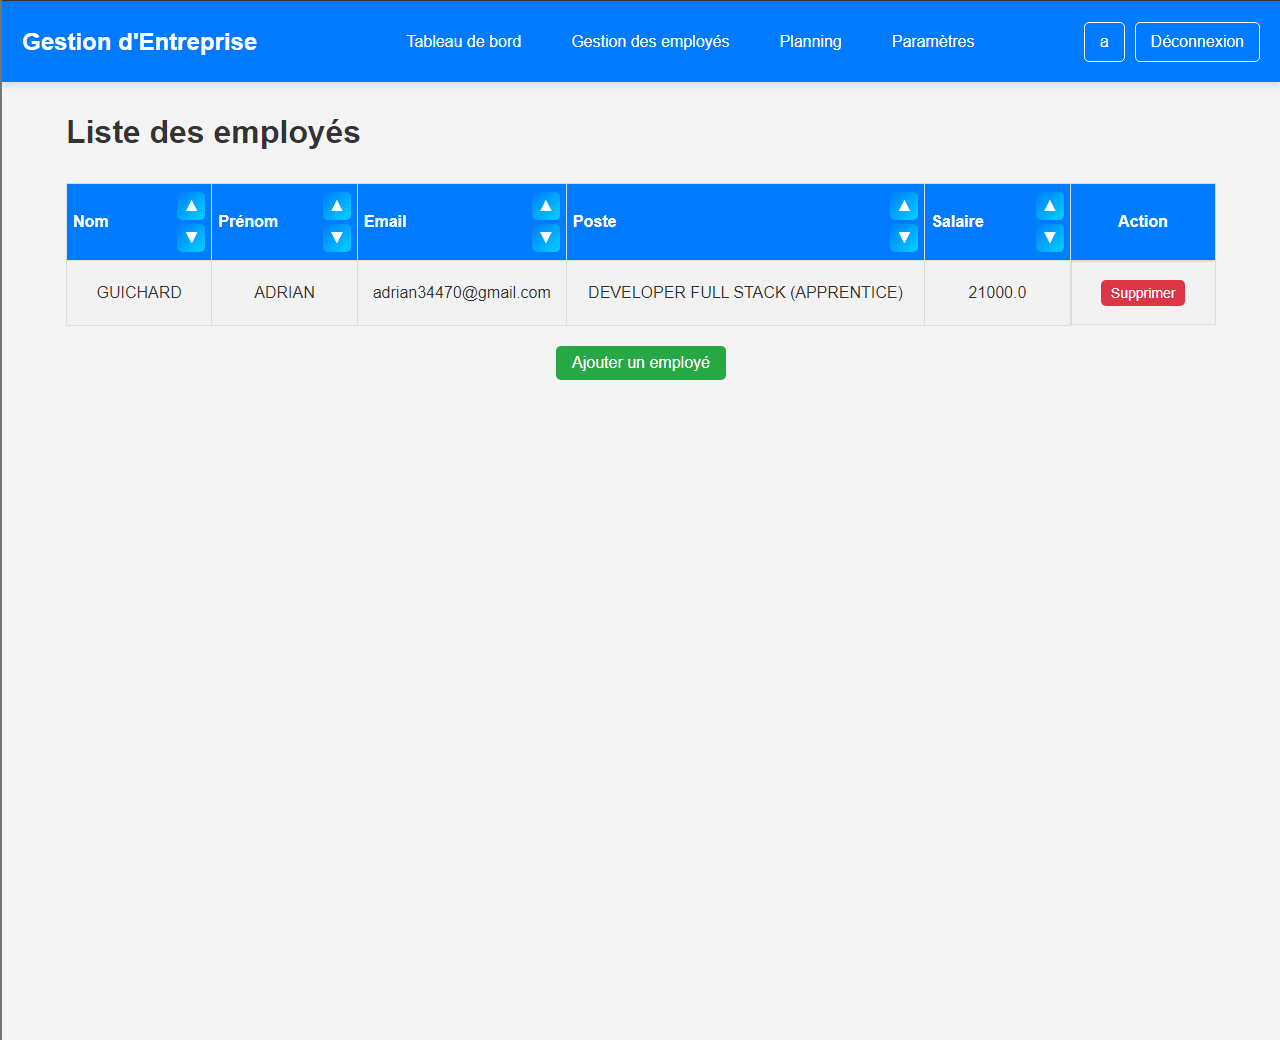 Gestion d'Entreprise Tableau de bord Gestion des employés Planning Paramètres a Déconnexion
Liste des employés
Nom ▲ ▼ Prénom ▲ ▼ Email ▲ ▼ Poste ▲ ▼ Salaire ▲ ▼ Action
GUICHARD ADRIAN adrian34470@gmail.com DEVELOPER FULL STACK (APPRENTICE) 21000.0 Supprimer
Ajouter un employé